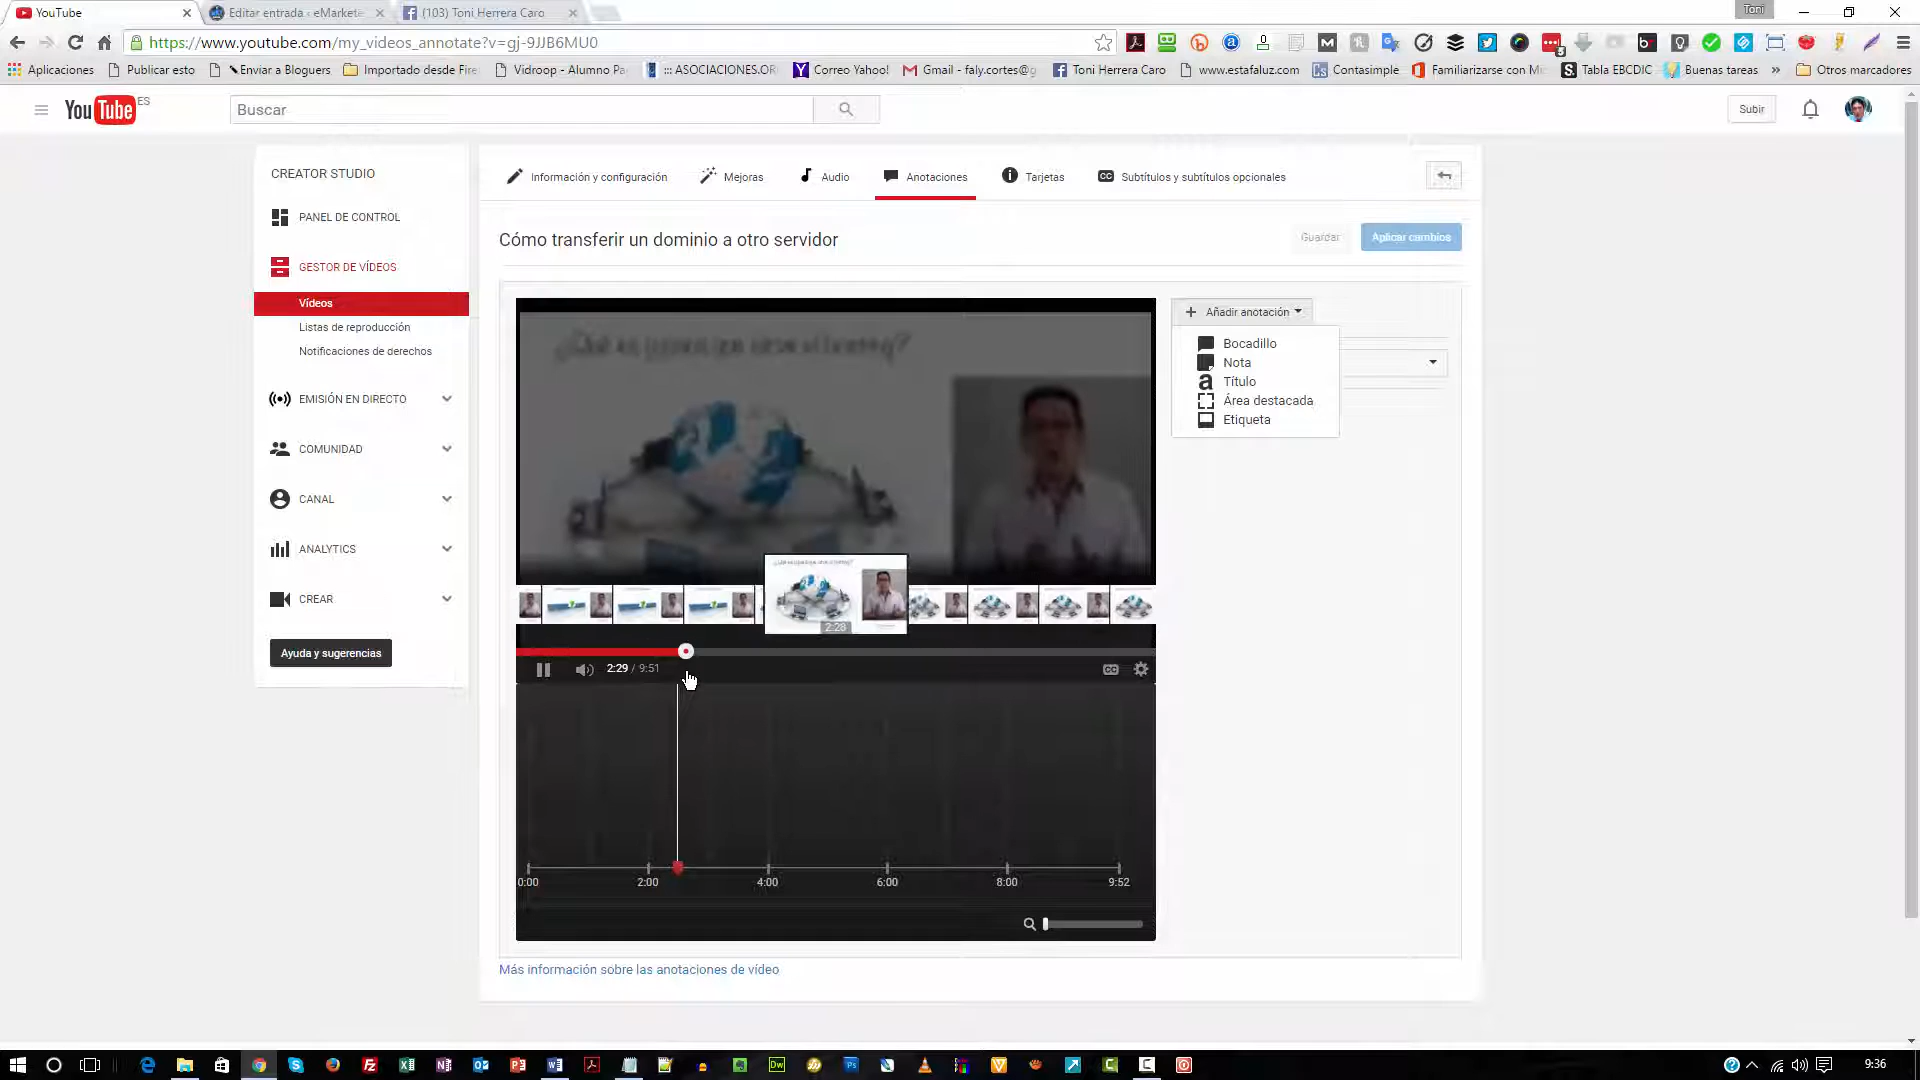 YouTube
Editar entrada ‹ eMarkete
(103) Toni Herrera Caro
Toni
https://www.youtube.com/my_videos_annotate?v=gj-9JJB6MU0
Aplicaciones
Publicar esto
Enviar a Bloguers
Importado desde Fire
Vidroop - Alumno Pa
::: ASOCIACIONES.OR
Correo Yahoo!
Gmail - faly.cortes@g
Toni Herrera Caro
www.estafaluz.com
Contasimple
Familiarizarse con Mi
Tabla EBCDIC
Buenas tareas
»
Otros marcadores
YouTube ES
Buscar
Subir
CREATOR STUDIO
PANEL DE CONTROL
GESTOR DE VÍDEOS
Vídeos
Listas de reproducción
Notificaciones de derechos
EMISIÓN EN DIRECTO
COMUNIDAD
CANAL
ANALYTICS
CREAR
Ayuda y sugerencias
Información y configuración
Mejoras
Audio
Anotaciones
Tarjetas
Subtítulos y subtítulos opcionales
Cómo transferir un dominio a otro servidor
Guardar
Aplicar cambios
+ Añadir anotación
Bocadillo
Nota
Título
Área destacada
Etiqueta
2:28
2:29 / 9:51
0:00
2:00
4:00
6:00
8:00
9:52
Más información sobre las anotaciones de vídeo
9:36